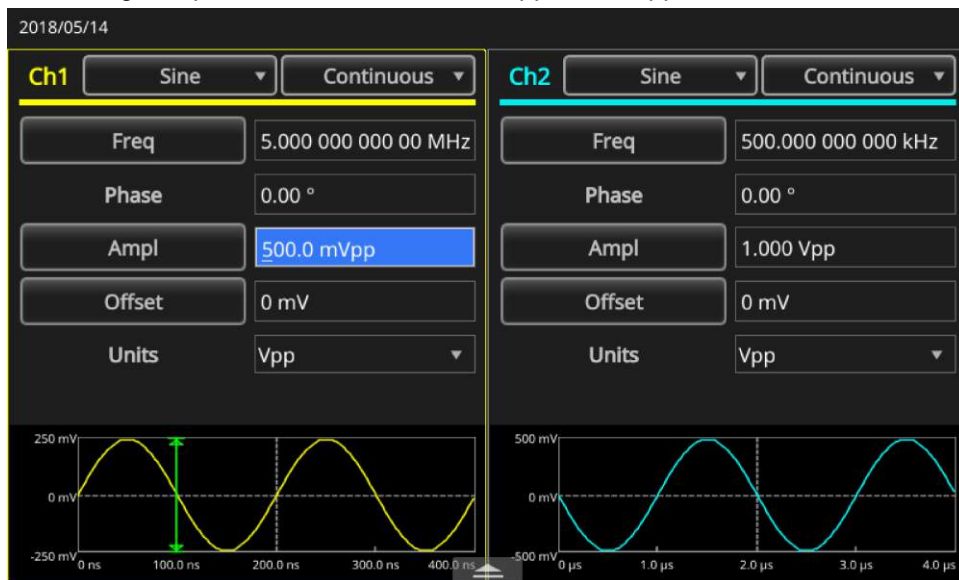 2018/05/14
Ch1 Sine Continuous
Freq 5.000 000 000 00 MHz
Phase 0.00 °
Ampl 500.0 mVpp
Offset 0 mV
Units Vpp
250 mV
0 mV
-250 mV
0 ns 100.0 ns 200.0 ns 300.0 ns 400.0 ns
Ch2 Sine Continuous
Freq 500.000 000 000 kHz
Phase 0.00 °
Ampl 1.000 Vpp
Offset 0 mV
Units Vpp
500 mV
0 mV
-500 mV
0 µs 1.0 µs 2.0 µs 3.0 µs 4.0 µs